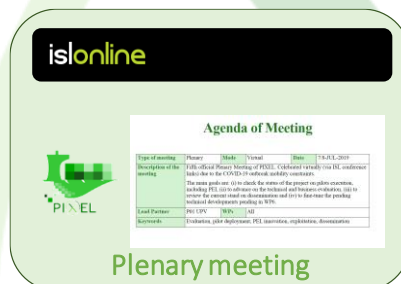 islonline
Agenda of Meeting
Type of meeting Plenary Mode Virtual Date 7/8-JUL-2019
Description of the meeting Fifth official Plenary Meeting of PIXEL. Celebrated virtually (via ISL conference
links) due to the COVID-19 outbreak mobility constraints.
The main goals are: (i) to check the status of the project on pilots execution,
including PEI, (ii) to advance on the technical and business evaluation, (iii) to
review the current stand on dissemination and (iv) to fine-tune the pending
technical developments pending in WP6.
Lead Partner P01 UPV WPs All
Keywords Evaluation, pilot deployment, PEI, innovation, exploitation, dissemination
PIXEL
Plenary meeting